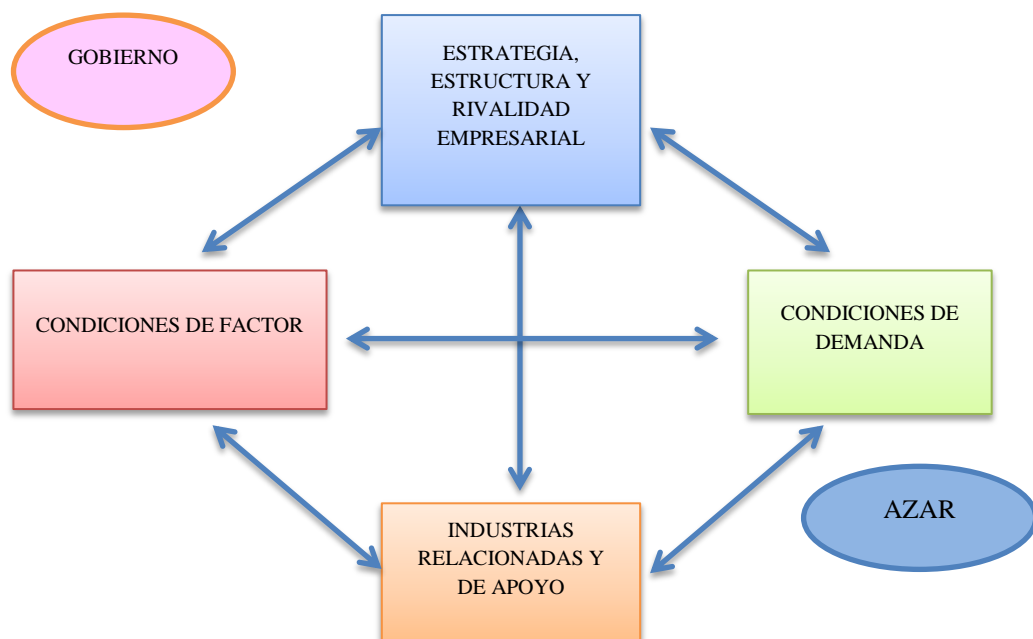 GOBIERNO
ESTRATEGIA,
ESTRUCTURA Y
RIVALIDAD
EMPRESARIAL
CONDICIONES DE FACTOR
CONDICIONES DE
DEMANDA
INDUSTRIAS
RELACIONADAS Y
DE APOYO
AZAR